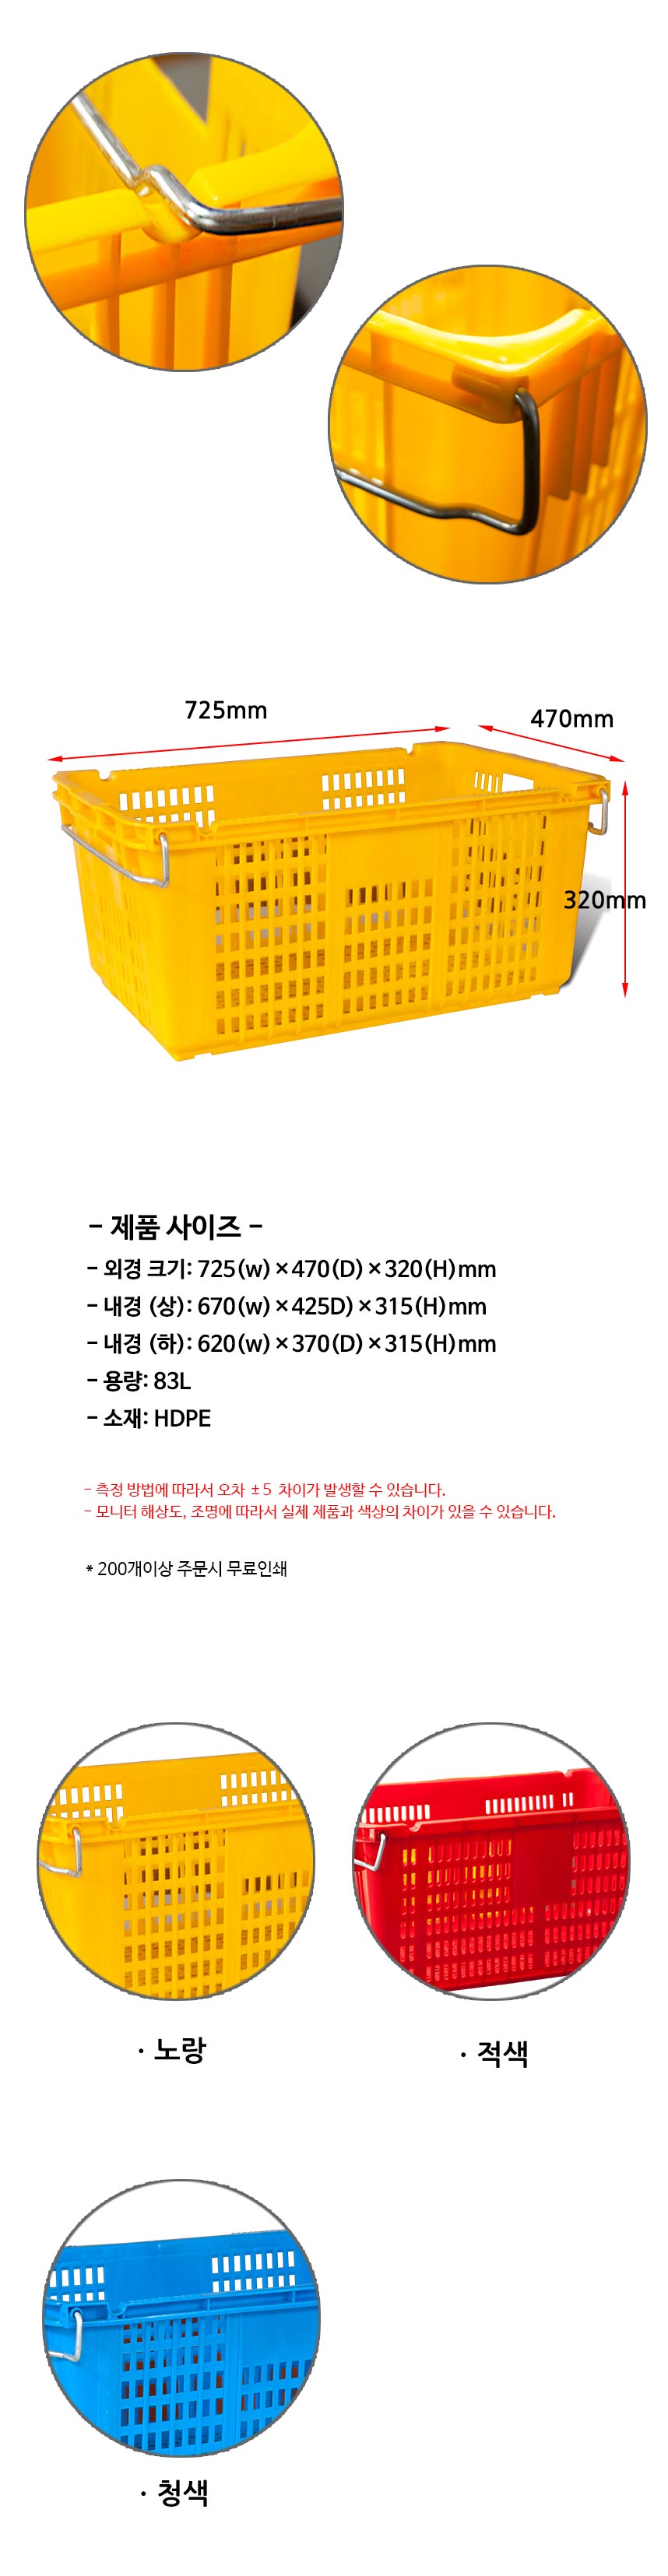 725mm
470mm
320mm
- 제품 사이즈 -
- 외경 크기: 725(w)×470(D)×320(H)mm
- 내경 (상): 670(w)×425D)×315(H)mm
- 내경 (하): 620(w)×370(D)×315(H)mm
- 용량: 83L
- 소재: HDPE
- 측정 방법에 따라서 오차 ±5 차이가 발생할 수 있습니다.
- 모니터 해상도, 조명에 따라서 실제 제품과 색상의 차이가 있을 수 있습니다.
* 200개이상 주문시 무료인쇄
· 노랑
· 적색
· 청색